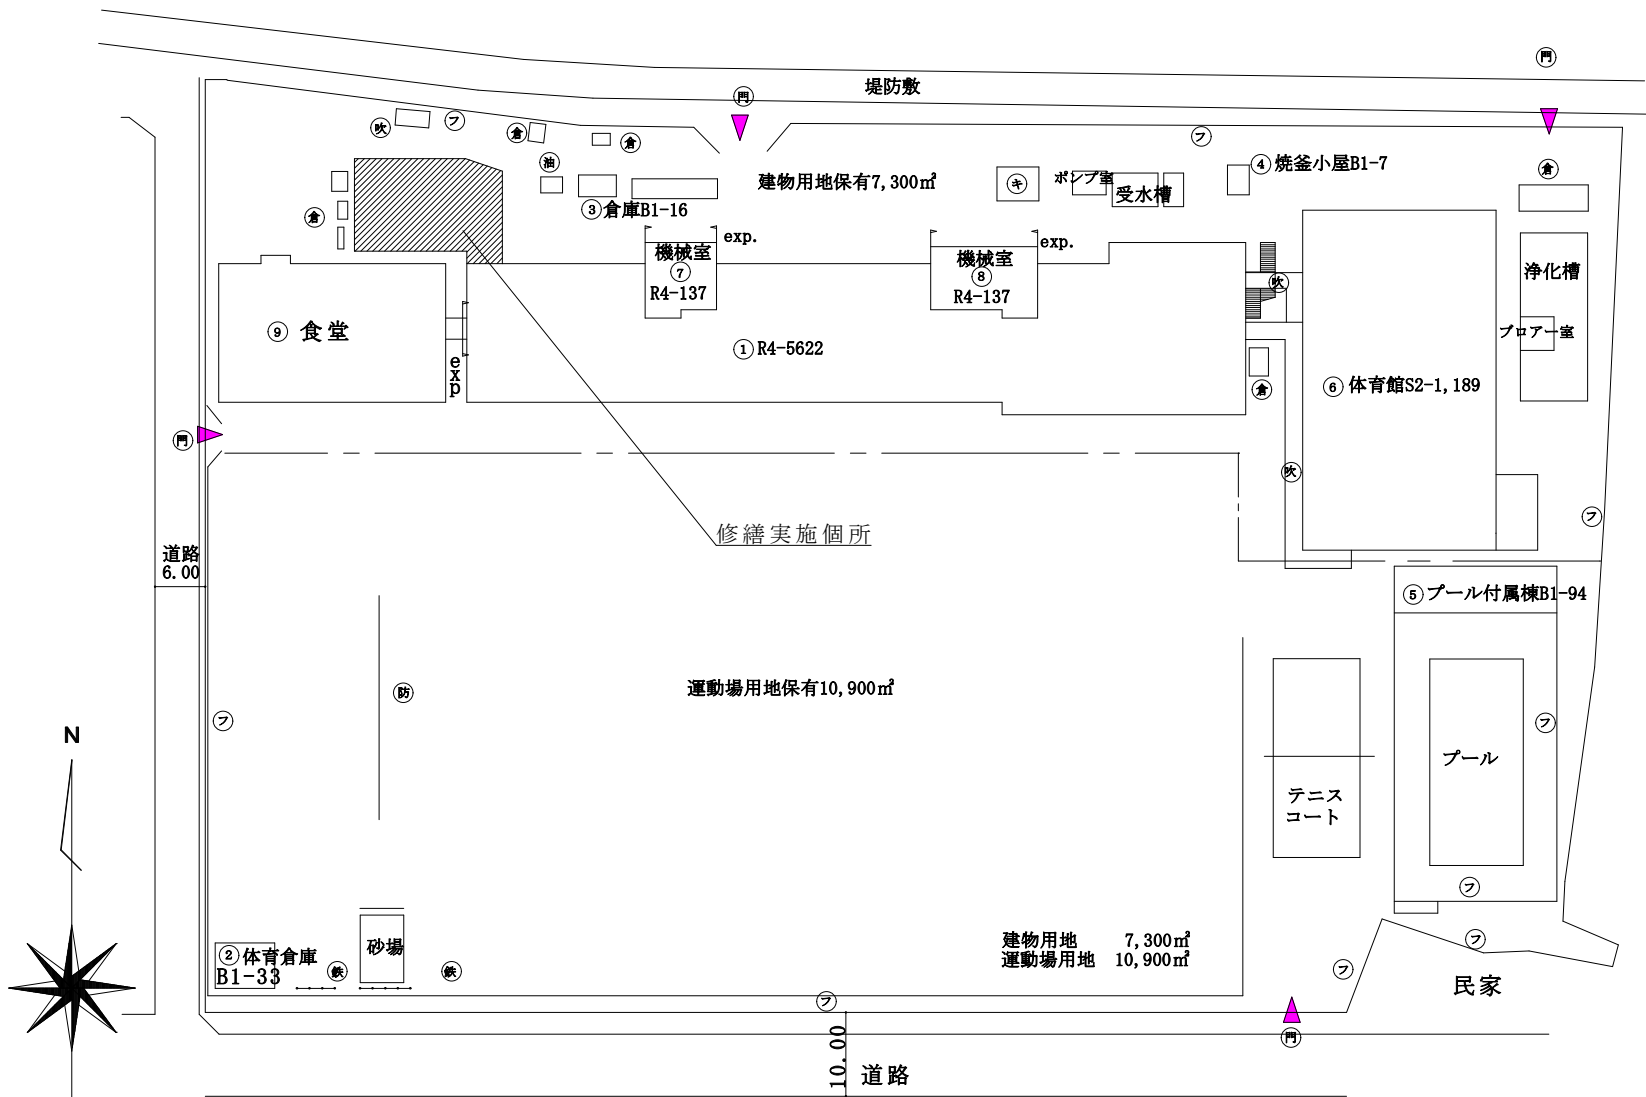 門
堤防敷
門
吹
フ
倉
倉
油
フ
④ 焼釜小屋B1-7
倉
建物用地保有7,300㎡
キ
ポンプ室
受水槽
倉
③ 倉庫B1-16
exp.
exp.
機械室
⑦
R4-137
機械室
⑧
R4-137
吹
浄化槽
ブロアー室
⑨ 食堂
exp
① R4-5622
倉
⑥ 体育館S2-1,189
門
吹
フ
修繕実施個所
道路
6.00
⑤ プール付属棟B1-94
運動場用地保有10,900㎡
防
フ
フ
N
プール
テニス
コート
フ
建物用地 7,300㎡
運動場用地 10,900㎡
フ
② 体育倉庫
B1-33
砂場
鉄
鉄
フ
民家
フ
門
10.00
道路